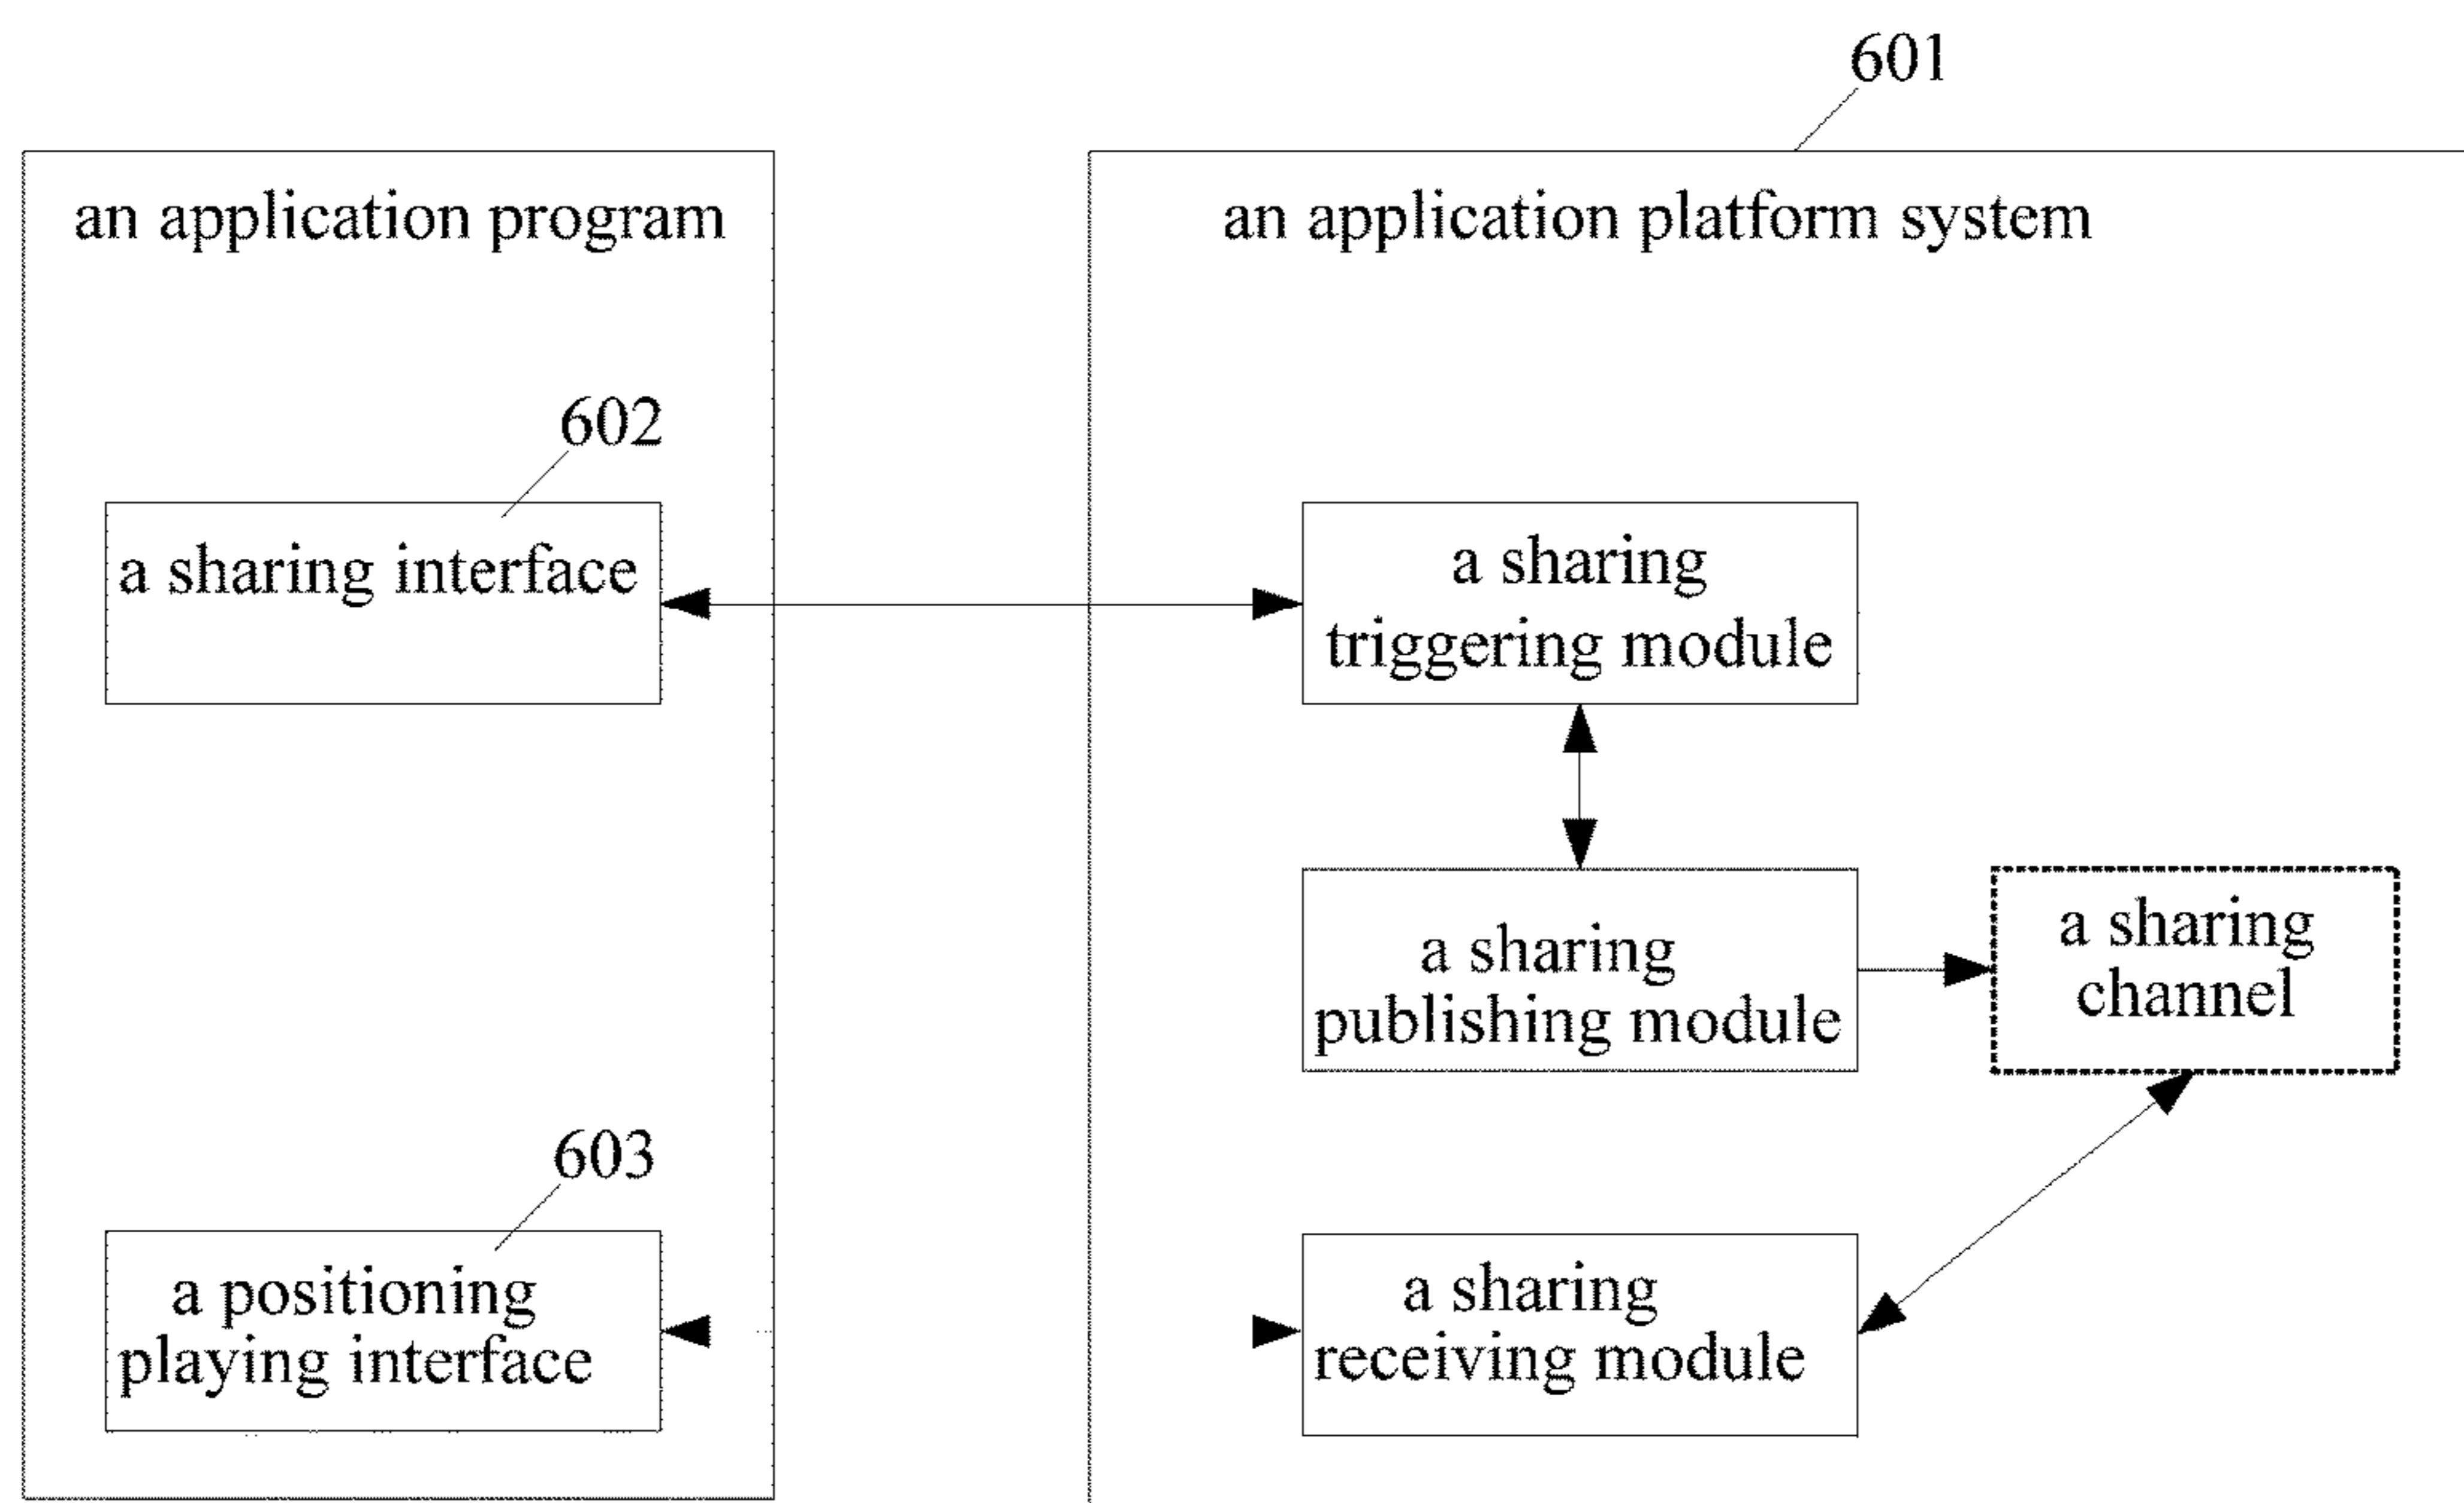 601
an application program
an application platform system
602
a sharing interface
a sharing
triggering module
a sharing
publishing module
a sharing
channel
603
a positioning
playing interface
a sharing
receiving module